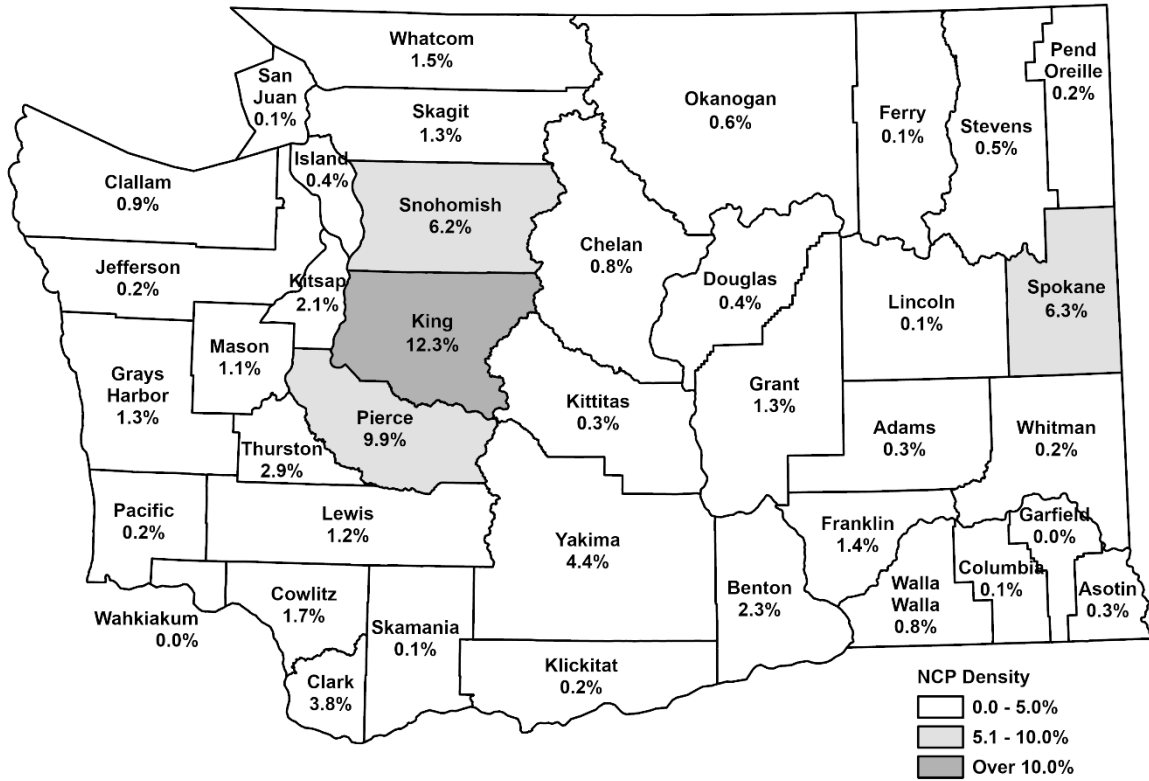 Whatcom
1.5%
San
Juan
0.1%
Skagit
1.3%
Okanogan
0.6%
Ferry
0.1%
Stevens
0.5%
Pend
Oreille
0.2%
Island
0.4%
Clallam
0.9%
Snohomish
6.2%
Chelan
0.8%
Douglas
0.4%
Jefferson
0.2%
Kitsap
2.1%
King
12.3%
Lincoln
0.1%
Spokane
6.3%
Mason
1.1%
Grays
Harbor
1.3%
Kittitas
0.3%
Grant
1.3%
Pierce
9.9%
Adams
0.3%
Whitman
0.2%
Thurston
2.9%
Pacific
0.2%
Lewis
1.2%
Yakima
4.4%
Franklin
1.4%
Garfield
0.0%
Columbia
0.1%
Benton
2.3%
Walla
Walla
0.8%
Asotin
0.3%
Wahkiakum
0.0%
Cowlitz
1.7%
Skamania
0.1%
Klickitat
0.2%
Clark
3.8%
NCP Density
0.0 - 5.0%
5.1 - 10.0%
Over 10.0%